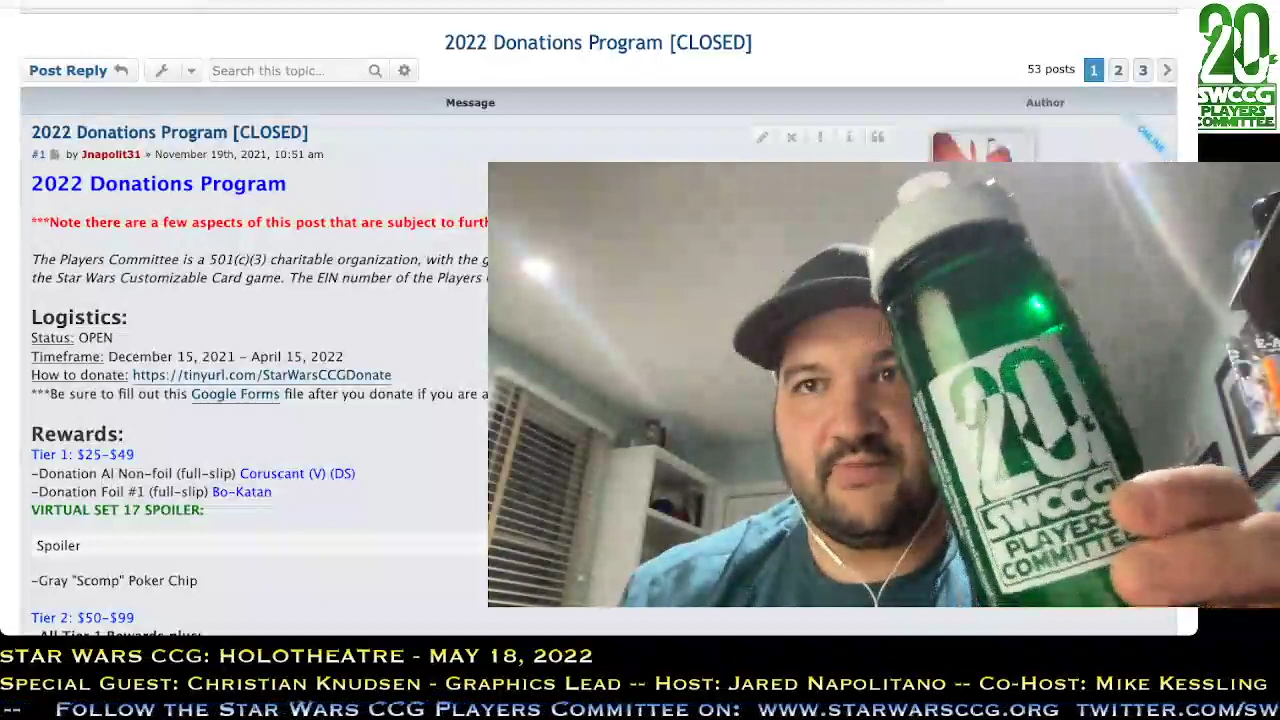 2022 Donations Program [CLOSED]
Post Reply
Search this topic...
53 posts
1 2 3
Message
Author
2022 Donations Program [CLOSED]
#1 by Jnapolit31 » November 19th, 2021, 10:51 am
ONLINE
2022 Donations Program
***Note there are a few aspects of this post that are subject to
The Players Committee is a 501(c)(3) charitable organization, with the
the Star Wars Customizable Card game. The EIN number of the Players
Logistics:
Status: OPEN
Timeframe: December 15, 2021 – April 15, 2022
How to donate: https://tinyurl.com/StarWarsCCGDonate
***Be sure to fill out this Google Forms file after you donate if you are
Rewards:
Tier 1: $25-$49
-Donation AI Non-foil (full-slip) Coruscant (V) (DS)
-Donation Foil #1 (full-slip) Bo-Katan
VIRTUAL SET 17 SPOILER:
Spoiler
-Gray "Scomp" Poker Chip
Tier 2: $50-$99
-All Tier 1 Rewards plus:
20
SWCCG
PLAYERS
COMMITTEE
20
SWCCG
PLAYERS
COMMITTEE
STAR WARS CCG: HOLOTHEATRE - MAY 18, 2022
SPECIAL GUEST: CHRISTIAN KNUDSEN - GRAPHICS LEAD -- HOST: JARED NAPOLITANO -- CO-HOST: MIKE KESSLING
-- FOLLOW THE STAR WARS CCG PLAYERS COMMITTEE ON: WWW.STARWARSCCG.ORG TWITTER.COM/SW